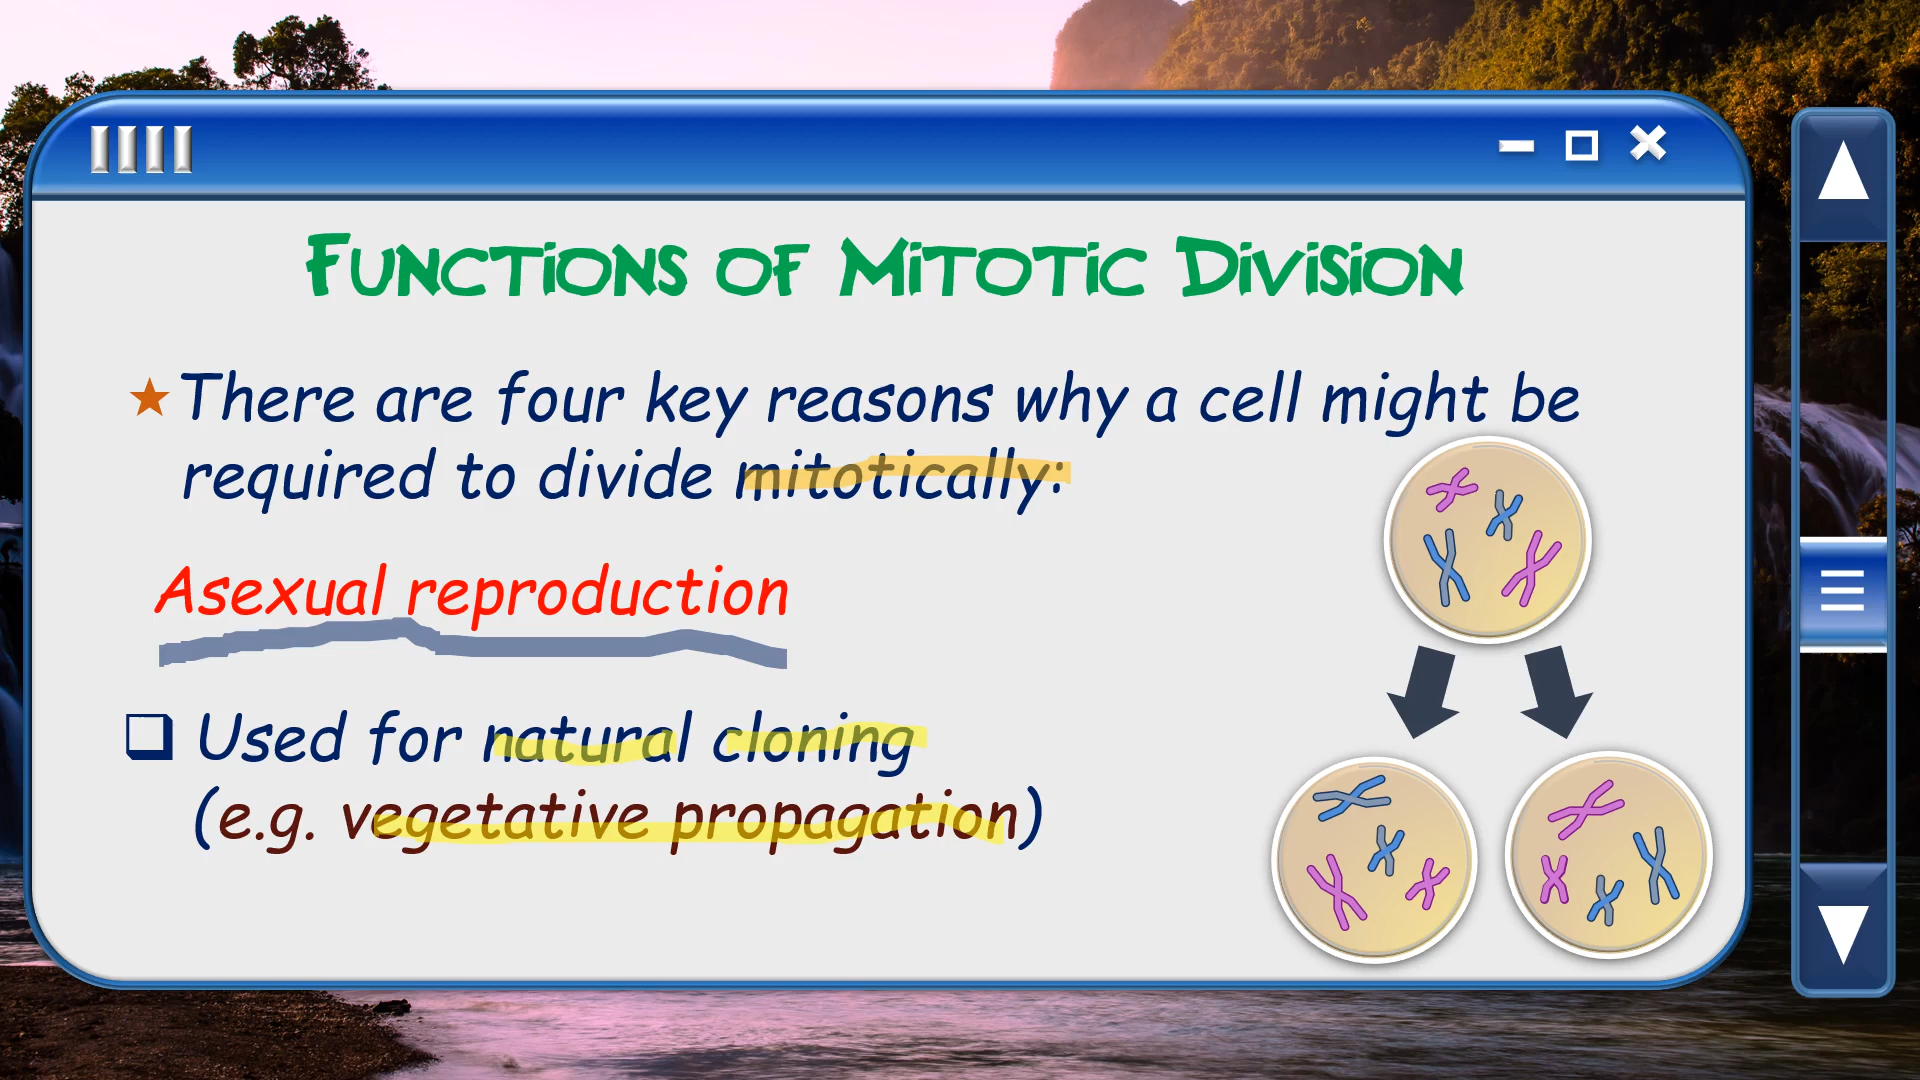 Functions of Mitotic Division
There are four key reasons why a cell might be
required to divide mitotically:
Asexual reproduction
Used for natural cloning
(e.g. vegetative propagation)